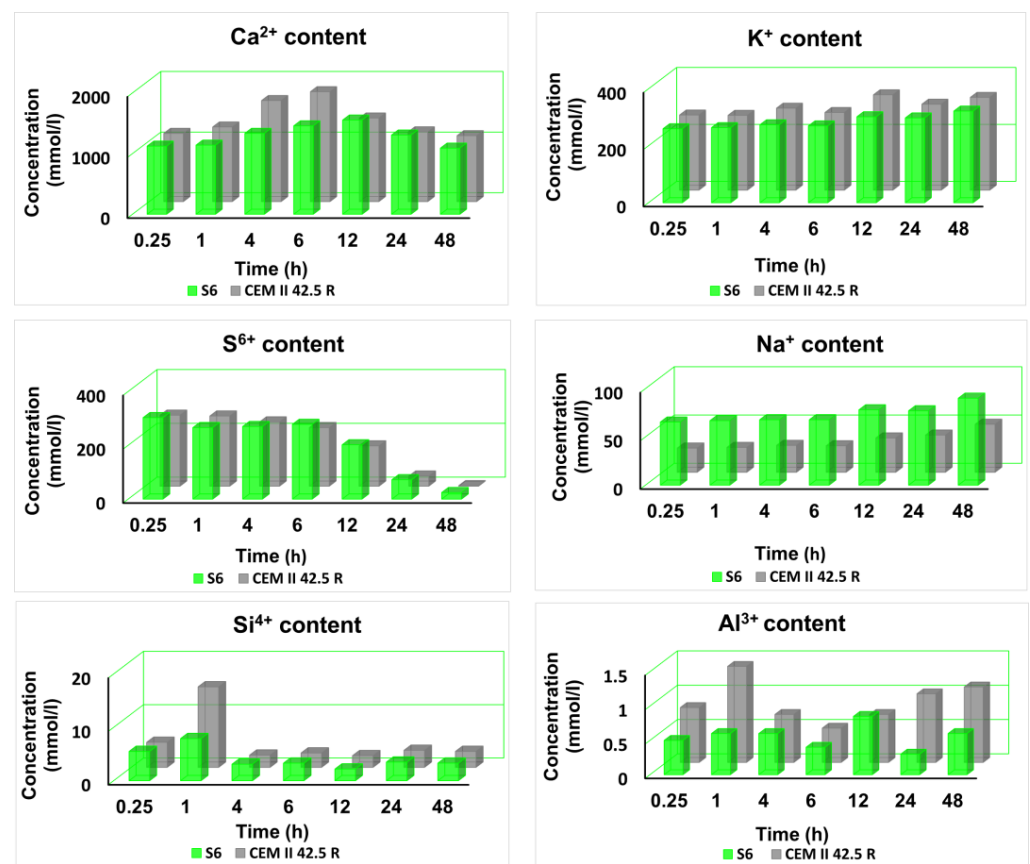 Ca²⁺ content
Concentration
(mmol/l)
2000
1000
0
0.25 1 4 6 12 24 48
Time (h)
S6 CEM II 42.5 R
K⁺ content
Concentration
(mmol/l)
400
200
0
0.25 1 4 6 12 24 48
Time (h)
S6 CEM II 42.5 R
S⁶⁺ content
Concentration
(mmol/l)
400
200
0
0.25 1 4 6 12 24 48
Time (h)
S6 CEM II 42.5 R
Na⁺ content
Concentration
(mmol/l)
100
50
0
0.25 1 4 6 12 24 48
Time (h)
S6 CEM II 42.5 R
Si⁴⁺ content
Concentration
(mmol/l)
20
10
0
0.25 1 4 6 12 24 48
Time (h)
S6 CEM II 42.5 R
Al³⁺ content
Concentration
(mmol/l)
1.5
1
0.5
0
0.25 1 4 6 12 24 48
Time (h)
S6 CEM II 42.5 R